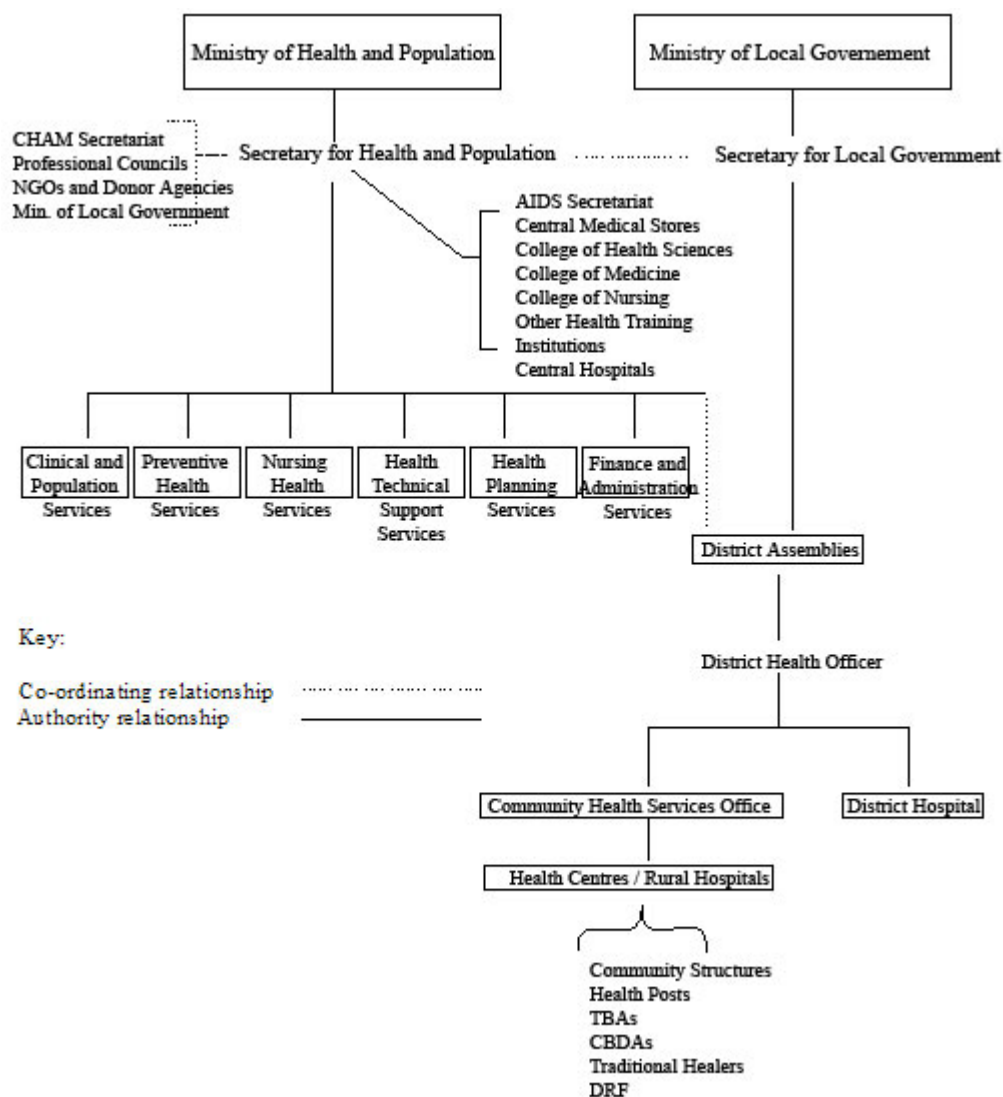 Ministry of Health and Population
Ministry of Local Governement
CHAM Secretariat
Professional Councils
NGOs and Donor Agencies
Min. of Local Government
Secretary for Health and Population
Secretary for Local Government
AIDS Secretariat
Central Medical Stores
College of Health Sciences
College of Medicine
College of Nursing
Other Health Training
Institutions
Central Hospitals
Clinical and
Population
Services
Preventive
Health
Services
Nursing
Health
Services
Health
Technical
Support
Services
Health
Planning
Services
Finance and
Administration
Services
District Assemblies
Key:
Co-ordinating relationship
Authority relationship
District Health Officer
Community Health Services Office
District Hospital
Health Centres / Rural Hospitals
Community Structures
Health Posts
TBAs
CBDAs
Traditional Healers
DRF